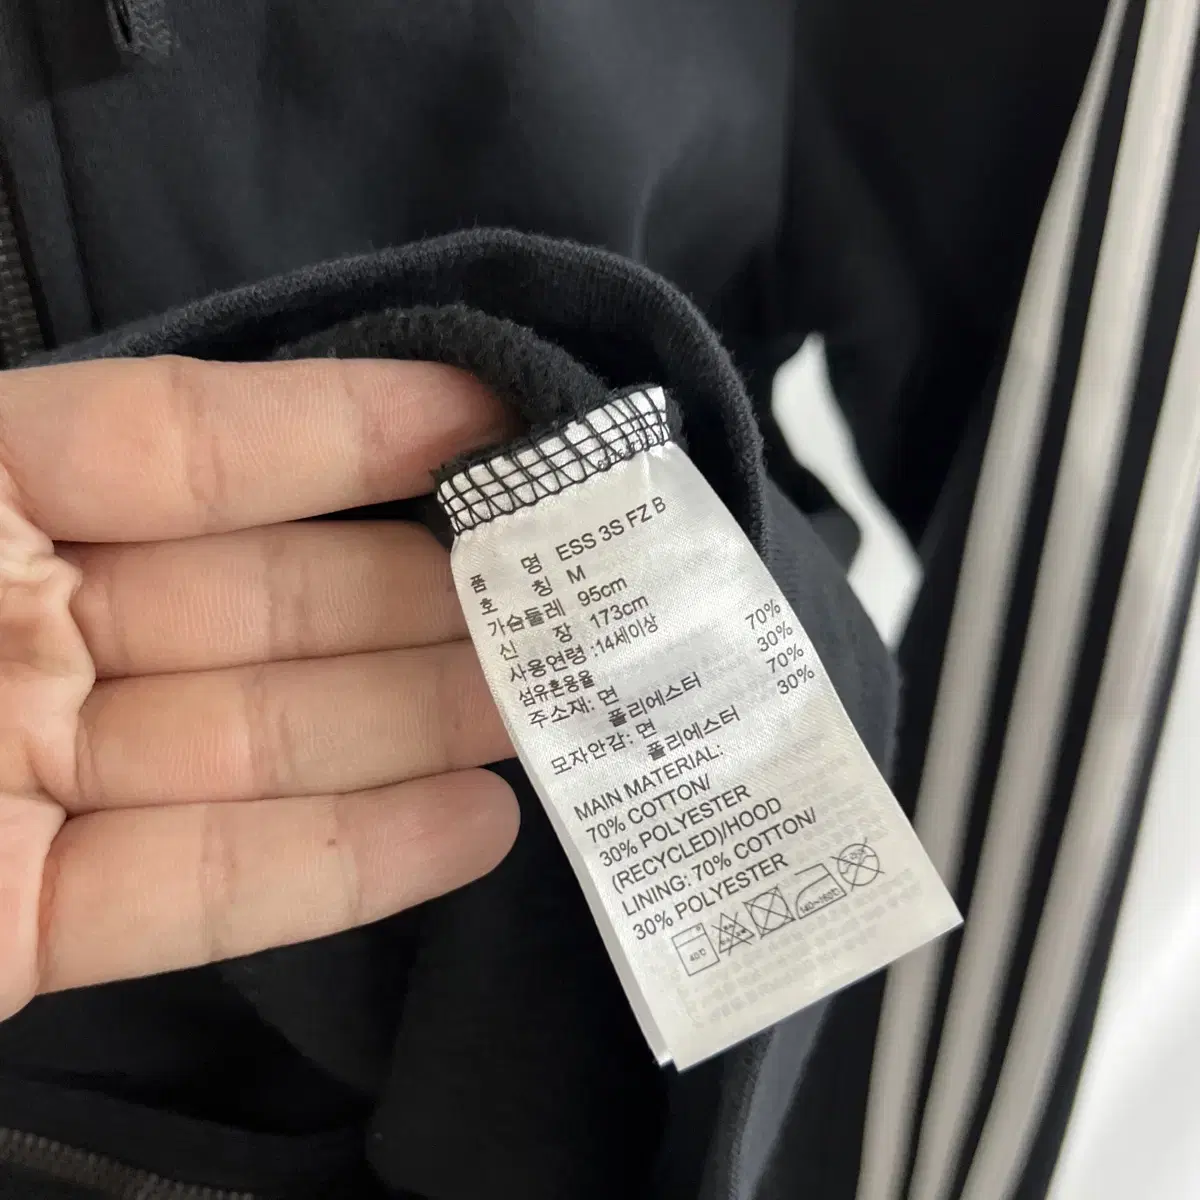 품 명 ESS 3S FZ B
호 칭 M
가슴둘레 95cm
신 장 173cm
사용연령 :14세이상
섬유혼용율
주소재: 면 70%
폴리에스터 30%
모자안감: 면 70%
폴리에스터 30%
MAIN MATERIAL:
70% COTTON/
30% POLYESTER
(RECYCLED)/HOOD
LINING: 70% COTTON/
30% POLYESTER
40℃ 140~160℃